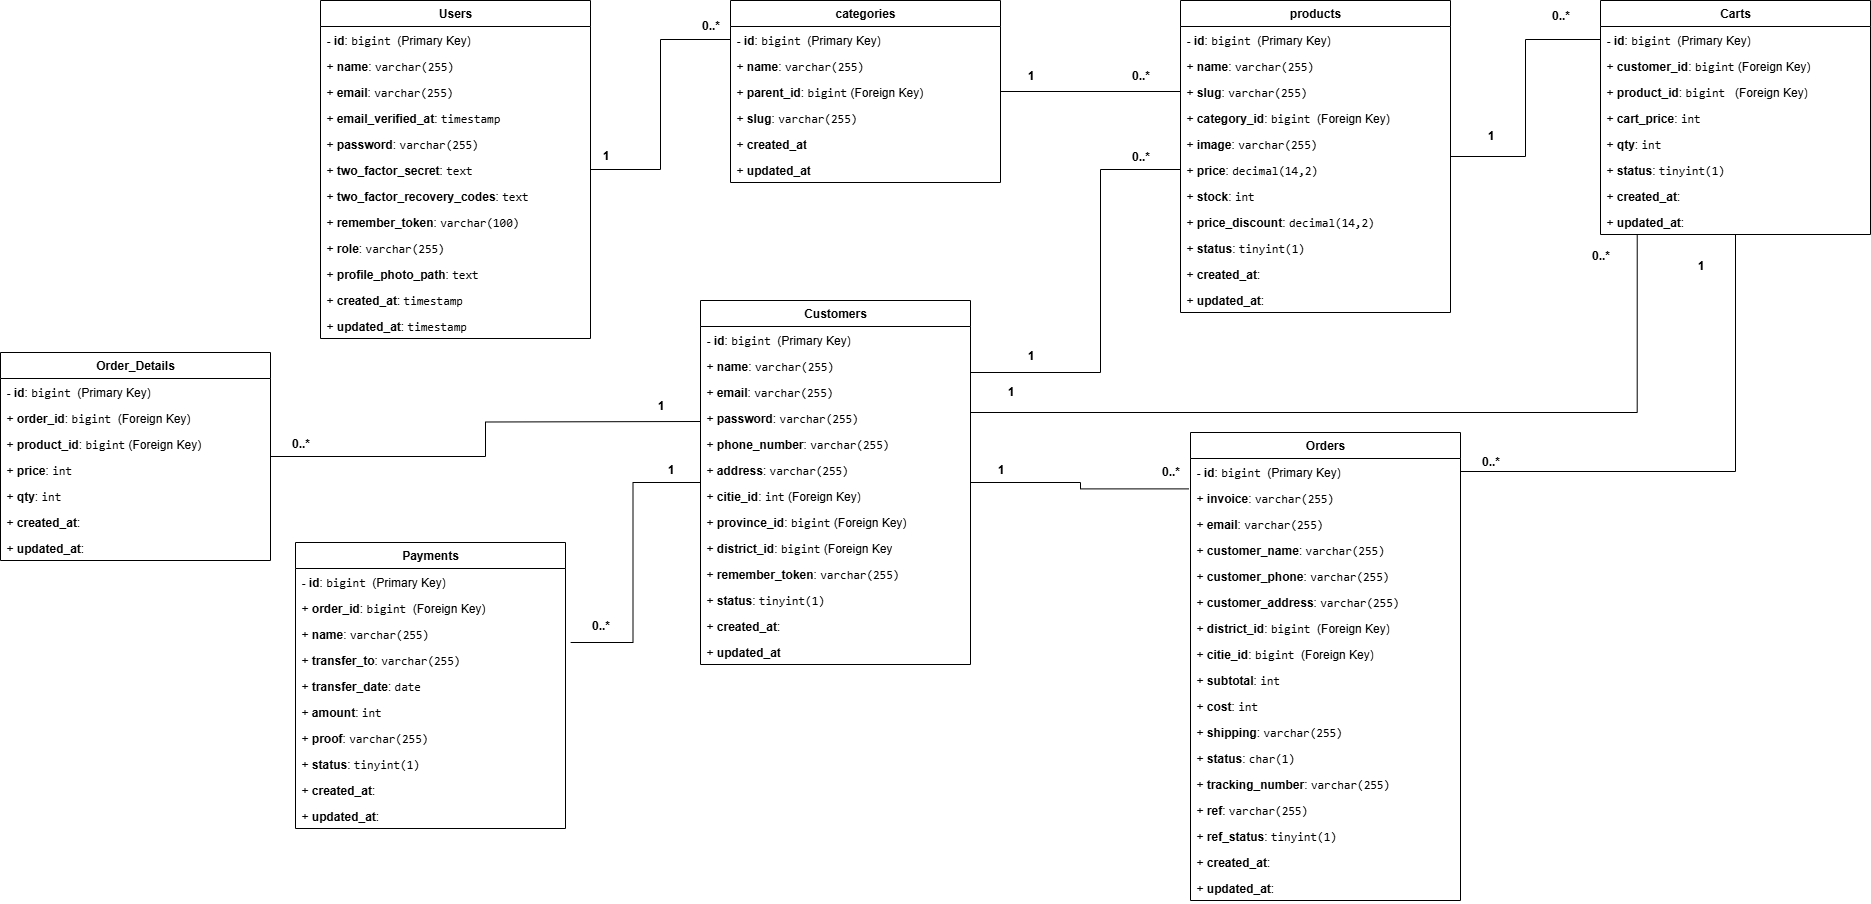 Users
- id: bigint (Primary Key)
+ name: varchar(255)
+ email: varchar(255)
+ email_verified_at: timestamp
+ password: varchar(255)
+ two_factor_secret: text
+ two_factor_recovery_codes: text
+ remember_token: varchar(100)
+ role: varchar(255)
+ profile_photo_path: text
+ created_at: timestamp
+ updated_at: timestamp
1
0..*
categories
- id: bigint (Primary Key)
+ name: varchar(255)
+ parent_id: bigint (Foreign Key)
+ slug: varchar(255)
+ created_at
+ updated_at
1
0..*
products
- id: bigint (Primary Key)
+ name: varchar(255)
+ slug: varchar(255)
+ category_id: bigint (Foreign Key)
+ image: varchar(255)
+ price: decimal(14,2)
+ stock: int
+ price_discount: decimal(14,2)
+ status: tinyint(1)
+ created_at:
+ updated_at:
0..*
1
0..*
Carts
- id: bigint (Primary Key)
+ customer_id: bigint (Foreign Key)
+ product_id: bigint (Foreign Key)
+ cart_price: int
+ qty: int
+ status: tinyint(1)
+ created_at:
+ updated_at:
0..*
1
Order_Details
- id: bigint (Primary Key)
+ order_id: bigint (Foreign Key)
+ product_id: bigint (Foreign Key)
+ price: int
+ qty: int
+ created_at:
+ updated_at:
0..*
1
Payments
- id: bigint (Primary Key)
+ order_id: bigint (Foreign Key)
+ name: varchar(255)
+ transfer_to: varchar(255)
+ transfer_date: date
+ amount: int
+ proof: varchar(255)
+ status: tinyint(1)
+ created_at:
+ updated_at:
0..*
1
Customers
- id: bigint (Primary Key)
+ name: varchar(255)
+ email: varchar(255)
+ password: varchar(255)
+ phone_number: varchar(255)
+ address: varchar(255)
+ citie_id: int (Foreign Key)
+ province_id: bigint (Foreign Key)
+ district_id: bigint (Foreign Key
+ remember_token: varchar(255)
+ status: tinyint(1)
+ created_at:
+ updated_at
1
1
1
0..*
Orders
- id: bigint (Primary Key)
+ invoice: varchar(255)
+ email: varchar(255)
+ customer_name: varchar(255)
+ customer_phone: varchar(255)
+ customer_address: varchar(255)
+ district_id: bigint (Foreign Key)
+ citie_id: bigint (Foreign Key)
+ subtotal: int
+ cost: int
+ shipping: varchar(255)
+ status: char(1)
+ tracking_number: varchar(255)
+ ref: varchar(255)
+ ref_status: tinyint(1)
+ created_at:
+ updated_at:
0..*